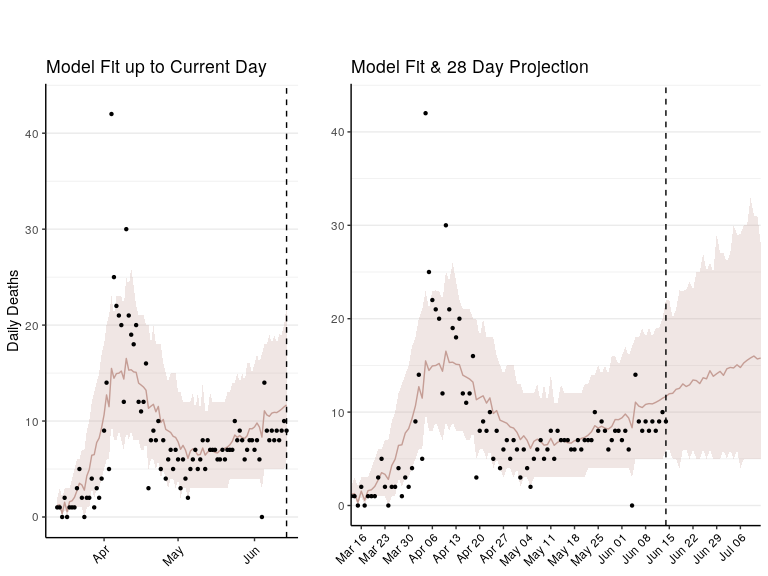 Model Fit up to Current Day
Model Fit & 28 Day Projection
Daily Deaths
40
30
20
10
0
Apr
May
Jun
40
30
20
10
0
Mar 16
Mar 23
Mar 30
Apr 06
Apr 13
Apr 20
Apr 27
May 04
May 11
May 18
May 25
Jun 01
Jun 08
Jun 15
Jun 22
Jun 29
Jul 06